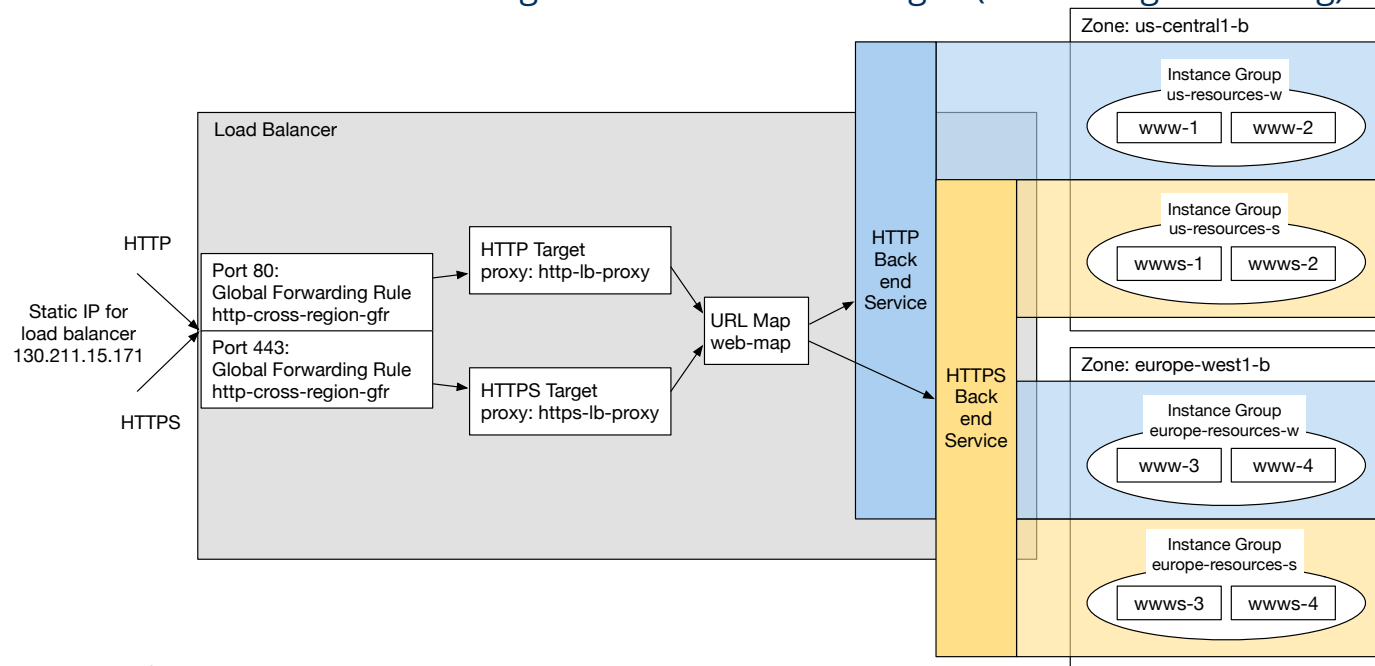 Zone: us-central1-b
Instance Group
us-resources-w
www-1
www-2
Load Balancer
Instance Group
us-resources-s
wwws-1
wwws-2
HTTP
Static IP for
load balancer
130.211.15.171
HTTPS
Port 80:
Global Forwarding Rule
http-cross-region-gfr
Port 443:
Global Forwarding Rule
http-cross-region-gfr
HTTP Target
proxy: http-lb-proxy
HTTPS Target
proxy: https-lb-proxy
URL Map
web-map
HTTP
Back
end
Service
HTTPS
Back
end
Service
Zone: europe-west1-b
Instance Group
europe-resources-w
www-3
www-4
Instance Group
europe-resources-s
wwws-3
wwws-4